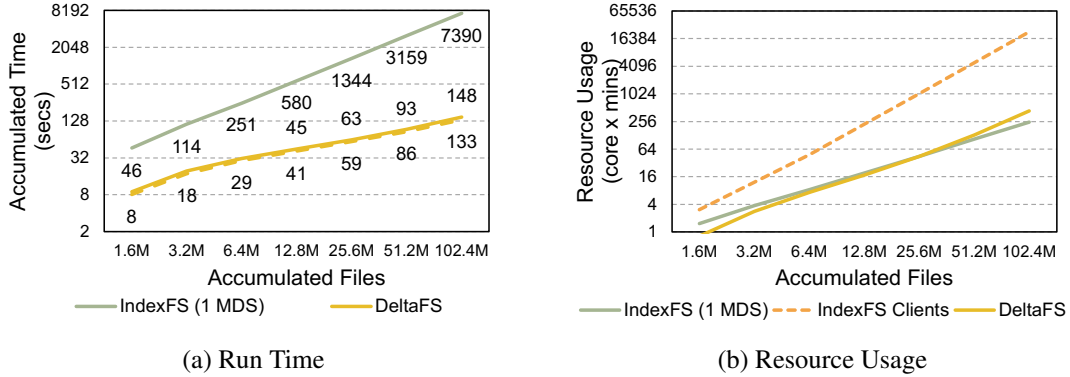 8192
2048
512
128
32
8
2
Accumulated Time
(secs)
7390
3159
1344
580
251
114
46
148
93
63
45
133
86
59
41
29
18
8
1.6M 3.2M 6.4M 12.8M 25.6M 51.2M 102.4M
Accumulated Files
IndexFS (1 MDS) DeltaFS
(a) Run Time
65536
16384
4096
1024
256
64
16
4
1
Resource Usage
(core x mins)
1.6M 3.2M 6.4M 12.8M 25.6M 51.2M 102.4M
Accumulated Files
IndexFS (1 MDS) IndexFS Clients DeltaFS
(b) Resource Usage